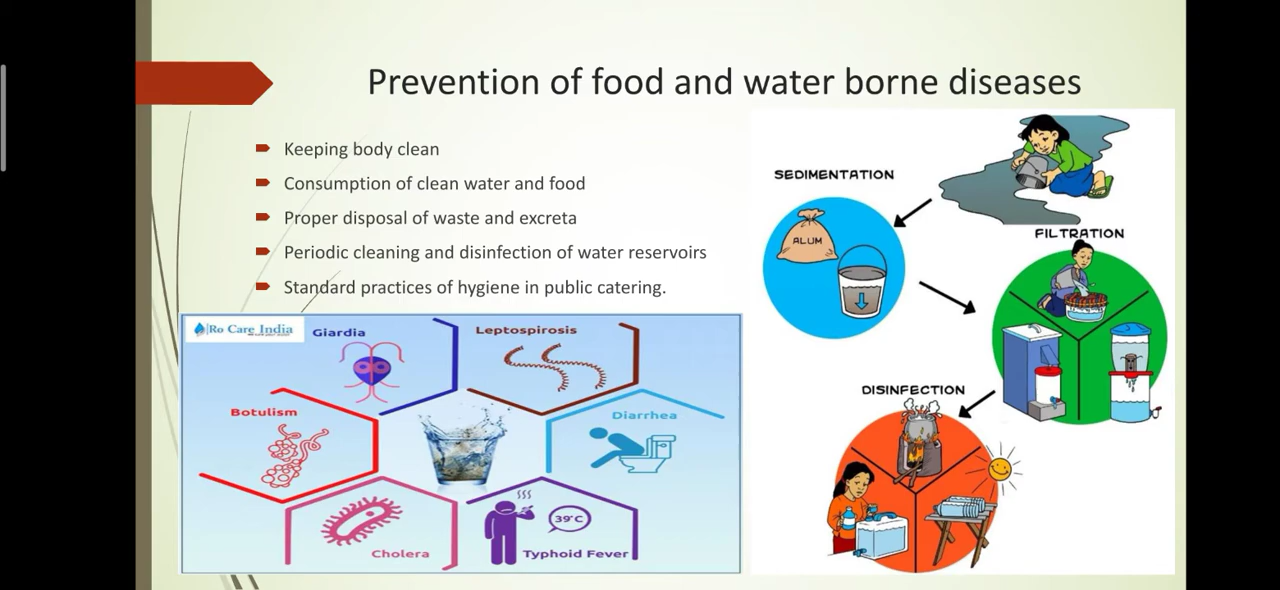 Prevention of food and water borne diseases
Keeping body clean
Consumption of clean water and food
Proper disposal of waste and excreta
Periodic cleaning and disinfection of water reservoirs
Standard practices of hygiene in public catering.
Ro Care India
Giardia
Leptospirosis
Botulism
Diarrhea
Cholera
39°C
Typhoid Fever
SEDIMENTATION
ALUM
FILTRATION
DISINFECTION